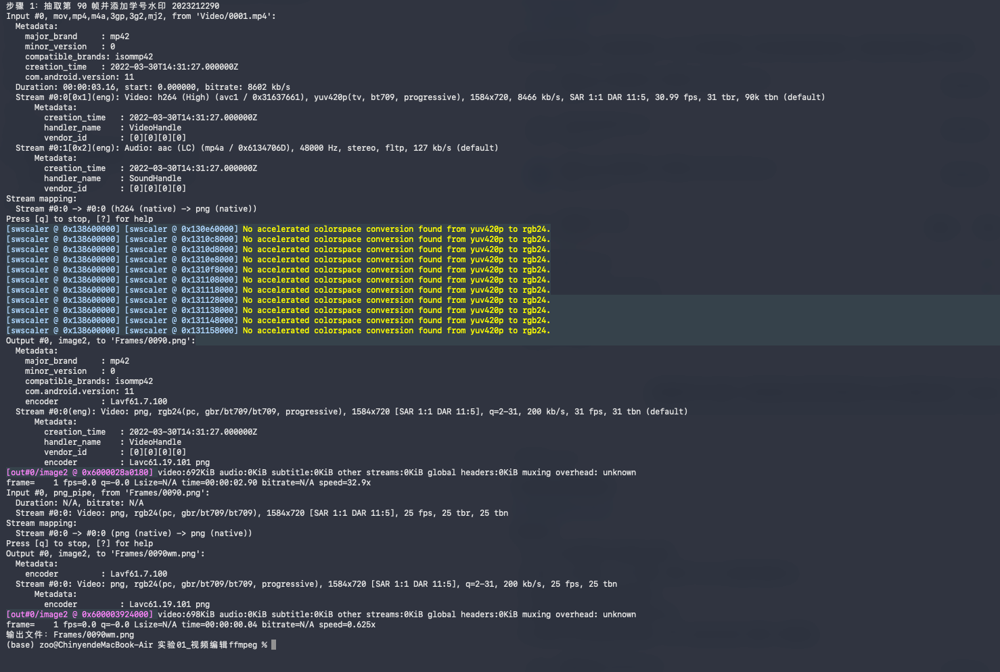 步骤 1: 抽取第 90 帧并添加学号水印 2023212290
Input #0, mov,mp4,m4a,3gp,3g2,mj2, from 'Video/0001.mp4':
  Metadata:
    major_brand     : mp42
    minor_version   : 0
    compatible_brands: isommp42
    creation_time   : 2022-03-30T14:31:27.000000Z
    com.android.version: 11
  Duration: 00:00:03.16, start: 0.000000, bitrate: 8602 kb/s
  Stream #0:0[0x1](eng): Video: h264 (High) (avc1 / 0x31637661), yuv420p(tv, bt709, progressive), 1584x720, 8466 kb/s, SAR 1:1 DAR 11:5, 30.99 fps, 31 tbr, 90k tbn (default)
      Metadata:
        creation_time   : 2022-03-30T14:31:27.000000Z
        handler_name    : VideoHandle
        vendor_id       : [0][0][0][0]
  Stream #0:1[0x2](eng): Audio: aac (LC) (mp4a / 0x6134706D), 48000 Hz, stereo, fltp, 127 kb/s (default)
      Metadata:
        creation_time   : 2022-03-30T14:31:27.000000Z
        handler_name    : SoundHandle
        vendor_id       : [0][0][0][0]
Stream mapping:
  Stream #0:0 -> #0:0 (h264 (native) -> png (native))
Press [q] to stop, [?] for help
[swscaler @ 0x138600000] [swscaler @ 0x130e60000] No accelerated colorspace conversion found from yuv420p to rgb24.
[swscaler @ 0x138600000] [swscaler @ 0x1310c8000] No accelerated colorspace conversion found from yuv420p to rgb24.
[swscaler @ 0x138600000] [swscaler @ 0x1310d8000] No accelerated colorspace conversion found from yuv420p to rgb24.
[swscaler @ 0x138600000] [swscaler @ 0x1310e8000] No accelerated colorspace conversion found from yuv420p to rgb24.
[swscaler @ 0x138600000] [swscaler @ 0x1310f8000] No accelerated colorspace conversion found from yuv420p to rgb24.
[swscaler @ 0x138600000] [swscaler @ 0x131108000] No accelerated colorspace conversion found from yuv420p to rgb24.
[swscaler @ 0x138600000] [swscaler @ 0x131118000] No accelerated colorspace conversion found from yuv420p to rgb24.
[swscaler @ 0x138600000] [swscaler @ 0x131128000] No accelerated colorspace conversion found from yuv420p to rgb24.
[swscaler @ 0x138600000] [swscaler @ 0x131138000] No accelerated colorspace conversion found from yuv420p to rgb24.
[swscaler @ 0x138600000] [swscaler @ 0x131148000] No accelerated colorspace conversion found from yuv420p to rgb24.
[swscaler @ 0x138600000] [swscaler @ 0x131158000] No accelerated colorspace conversion found from yuv420p to rgb24.
Output #0, image2, to 'Frames/0090.png':
  Metadata:
    major_brand     : mp42
    minor_version   : 0
    compatible_brands: isommp42
    com.android.version: 11
    encoder         : Lavf61.7.100
  Stream #0:0(eng): Video: png, rgb24(pc, gbr/bt709/bt709, progressive), 1584x720 [SAR 1:1 DAR 11:5], q=2-31, 200 kb/s, 31 fps, 31 tbn (default)
      Metadata:
        creation_time   : 2022-03-30T14:31:27.000000Z
        handler_name    : VideoHandle
        vendor_id       : [0][0][0][0]
        encoder         : Lavc61.19.101 png
[out#0/image2 @ 0x6000028a0180] video:692KiB audio:0KiB subtitle:0KiB other streams:0KiB global headers:0KiB muxing overhead: unknown
frame=    1 fps=0.0 q=-0.0 Lsize=N/A time=00:00:02.90 bitrate=N/A speed=32.9x
Input #0, png_pipe, from 'Frames/0090.png':
  Duration: N/A, bitrate: N/A
  Stream #0:0: Video: png, rgb24(pc, gbr/bt709/bt709), 1584x720 [SAR 1:1 DAR 11:5], 25 fps, 25 tbr, 25 tbn
Stream mapping:
  Stream #0:0 -> #0:0 (png (native) -> png (native))
Press [q] to stop, [?] for help
Output #0, image2, to 'Frames/0090wm.png':
  Metadata:
    encoder         : Lavf61.7.100
  Stream #0:0: Video: png, rgb24(pc, gbr/bt709/bt709, progressive), 1584x720 [SAR 1:1 DAR 11:5], q=2-31, 200 kb/s, 25 fps, 25 tbn
      Metadata:
        encoder         : Lavc61.19.101 png
[out#0/image2 @ 0x600003924000] video:698KiB audio:0KiB subtitle:0KiB other streams:0KiB global headers:0KiB muxing overhead: unknown
frame=    1 fps=0.0 q=-0.0 Lsize=N/A time=00:00:00.04 bitrate=N/A speed=0.625x
输出文件: Frames/0090wm.png
(base) zoo@ChinyendeMacBook-Air 实验01_视频编辑ffmpeg %